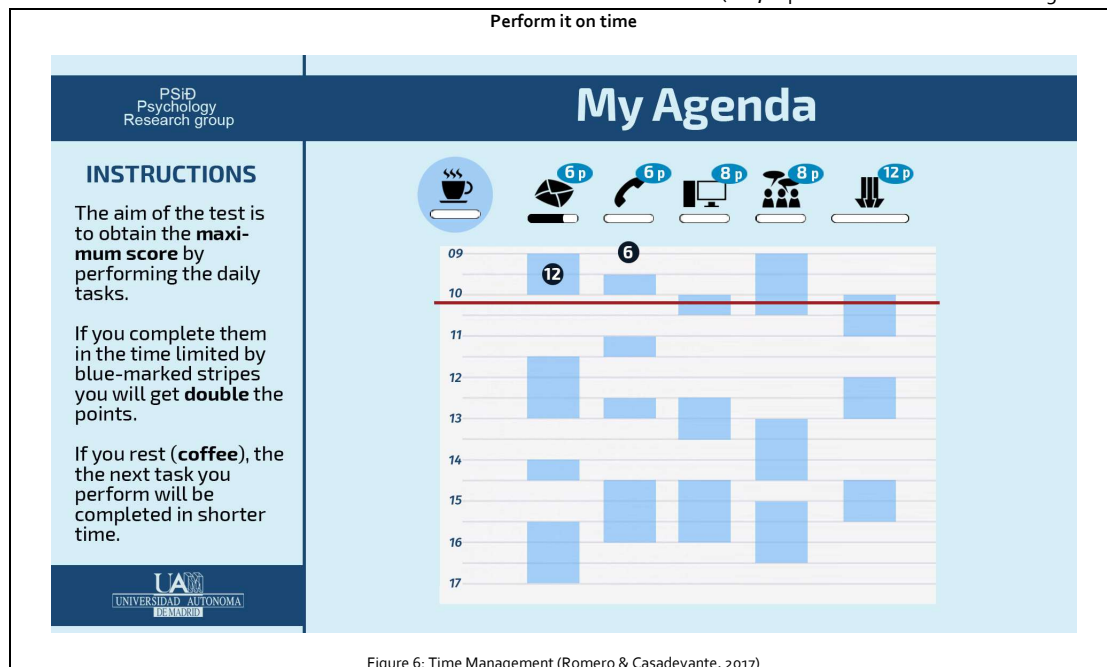 Perform it on time
PSiÐ
Psychology
Research group
My Agenda
INSTRUCTIONS
The aim of the test is
to obtain the maxi-
mum score by
performing the daily
tasks.
If you complete them
in the time limited by
blue-marked stripes
you will get double the
points.
If you rest (coffee), the
the next task you
perform will be
completed in shorter
time.
UAM
UNIVERSIDAD AUTONOMA
DE MADRID
6 p
6 p
8 p
8 p
12 p
09
6
12
10
11
12
13
14
15
16
17
Figure 6: Time Management (Romero & Casadevante, 2017)